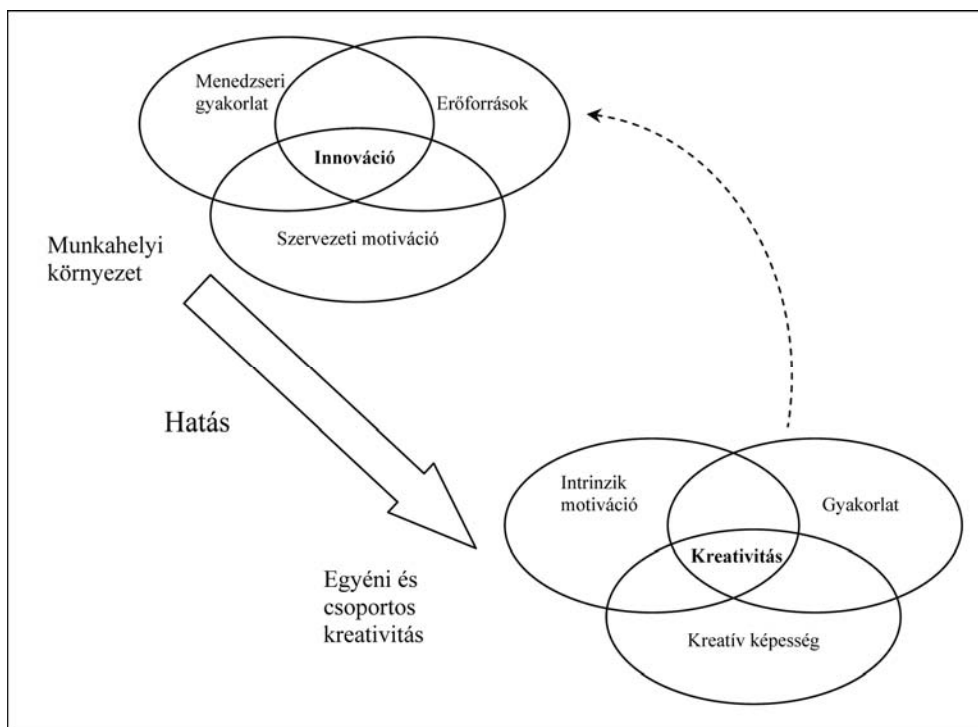 Menedzseri
gyakorlat
Erőforrások
Innováció
Szervezeti motiváció
Munkahelyi
környezet
Hatás
Egyéni és
csoportos
kreativitás
Intrinzik
motiváció
Gyakorlat
Kreativitás
Kreatív képesség